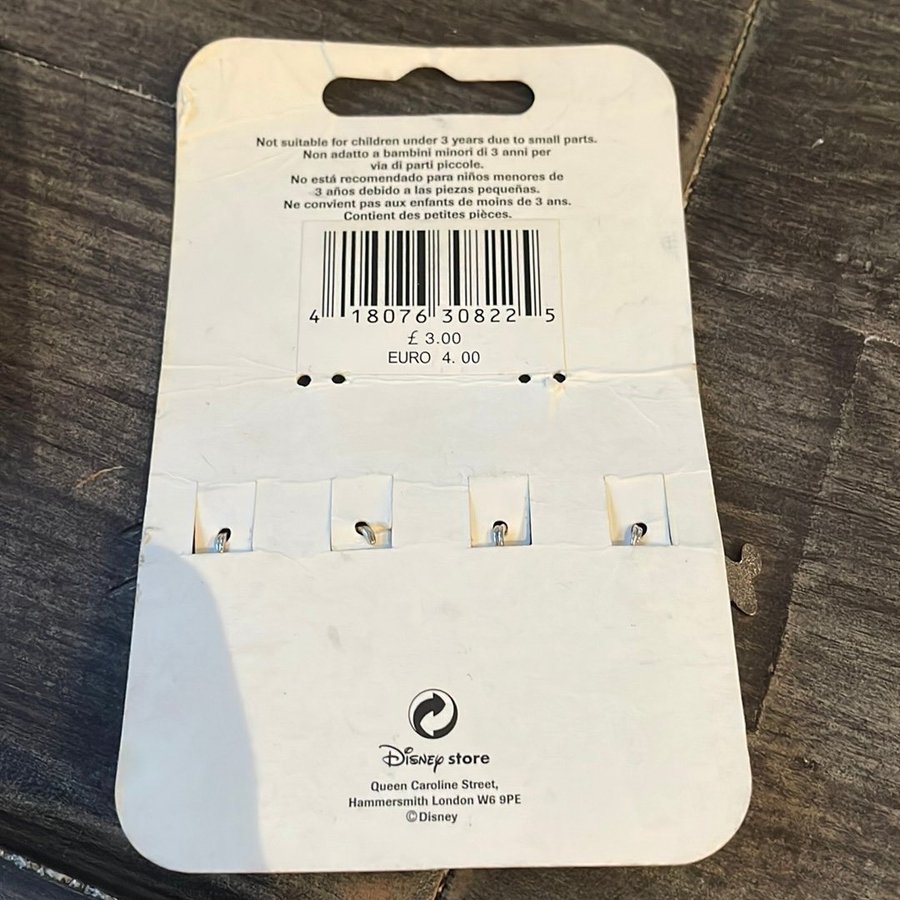 Not suitable for children under 3 years due to small parts.
Non adatto a bambini minori di 3 anni per
via di parti piccole.
No está recomendado para niños menores de
3 años debido a las piezas pequeñas.
Ne convient pas aux enfants de moins de 3 ans.
Contient des petites pièces.
4 18076 30822 5
£ 3.00
EURO 4. 00
Disney store
Queen Caroline Street,
Hammersmith London W6 9PE
©Disney